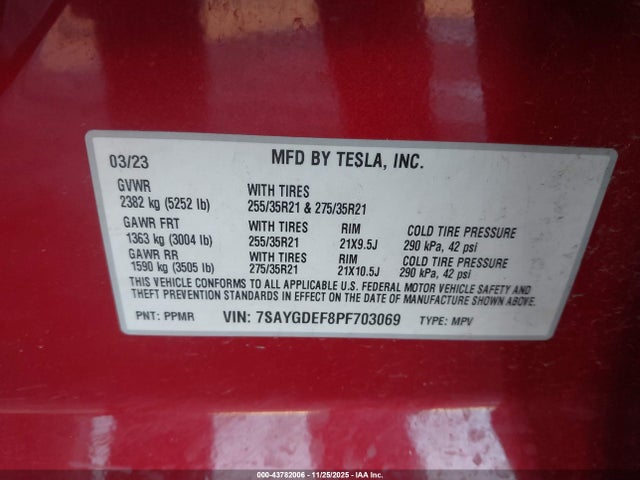 03/23 MFD BY TESLA, INC.
GVWR WITH TIRES
2382 kg (5252 lb) 255/35R21 & 275/35R21
GAWR FRT WITH TIRES RIM COLD TIRE PRESSURE
1363 kg (3004 lb) 255/35R21 21X9.5J 290 kPa, 42 psi
GAWR RR WITH TIRES RIM COLD TIRE PRESSURE
1590 kg (3505 lb) 275/35R21 21X10.5J 290 kPa, 42 psi
THIS VEHICLE CONFORMS TO ALL APPLICABLE U.S. FEDERAL MOTOR VEHICLE SAFETY AND
THEFT PREVENTION STANDARDS IN EFFECT ON THE DATE OF MANUFACTURE SHOWN ABOVE.
PNT: PPMR VIN: 7SAYGDEF8PF703069 TYPE: MPV
000-43782006 - 11/25/2025 - IAA Inc.